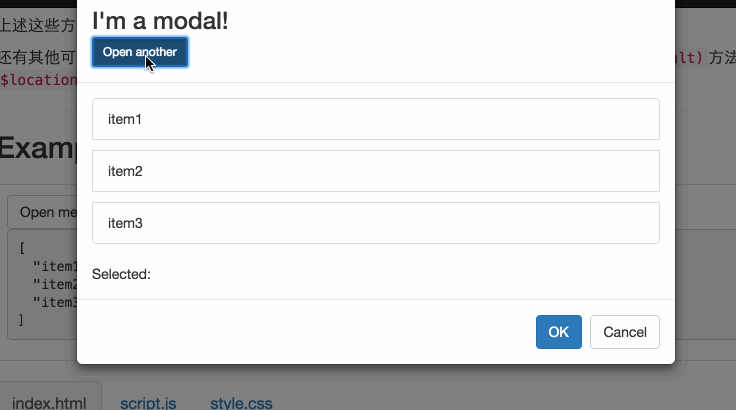 上述这些方
I'm a modal!
Open another
还有其他可
ult) 方法
$location
item1
item2
Exam
item3
Open me
[
"item1
"item2
"item3
]
Selected:
OK Cancel
index.html script.js style.css